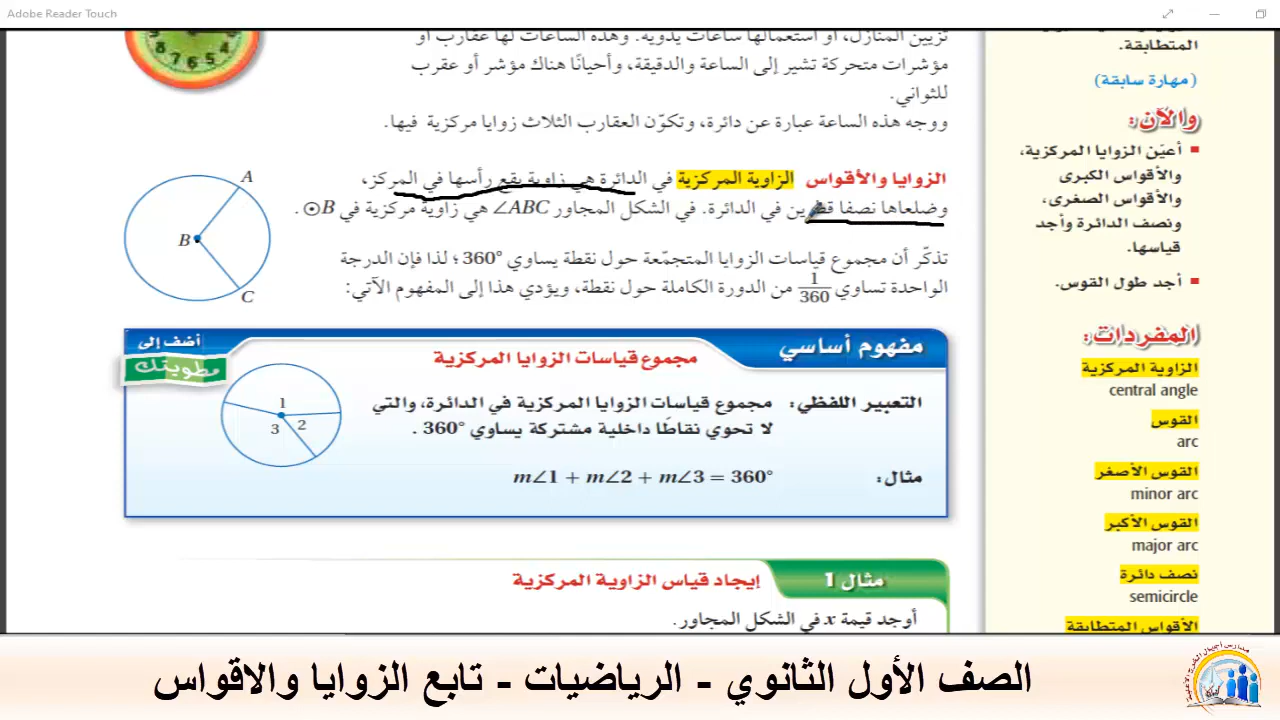 Adobe Reader Touch
تزيين المنازل، أو استعمالها ساعات يدوية. وهذه الساعات لها عقارب أو
مؤشرات متحركة تشير إلى الساعة والدقيقة، وأحيانًا هناك مؤشر أو عقرب
للثواني.
ووجه هذه الساعة عبارة عن دائرة، وتكوّن العقارب الثلاث زوايا مركزية فيها.
الزوايا والأقواس الزاوية المركزية في الدائرة هي زاوية يقع رأسها في المركز،
وضلعاها نصفا قطرين في الدائرة. في الشكل المجاور ABC∠ هي زاوية مركزية في B⊙ .
A
B
C
تذكّر أن مجموع قياسات الزوايا المتجمّعة حول نقطة يساوي 360° ؛ لذا فإن الدرجة
الواحدة تساوي 1/360 من الدورة الكاملة حول نقطة، ويؤدي هذا إلى المفهوم الآتي:
مفهوم أساسي
مجموع قياسات الزوايا المركزية
أضف إلى
مطويتك
التعبير اللفظي: مجموع قياسات الزوايا المركزية في الدائرة، والتي
لا تحوي نقاطًا داخلية مشتركة يساوي 360° .
مثال: m∠1 + m∠2 + m∠3 = 360°
1
2
3
مثال 1 إيجاد قياس الزاوية المركزية
أوجد قيمة x في الشكل المجاور.
المتطابقة.
(مهارة سابقة)
والآن:
أعيّن الزوايا المركزية،
والأقواس الكبرى
والأقواس الصغرى،
ونصف الدائرة وأجد
قياسها.
أجد طول القوس.
المفردات:
الزاوية المركزية
central angle
القوس
arc
القوس الأصغر
minor arc
القوس الأكبر
major arc
نصف دائرة
semicircle
الأقواس المتطابقة
الصف الأول الثانوي - الرياضيات - تابع الزوايا والاقواس